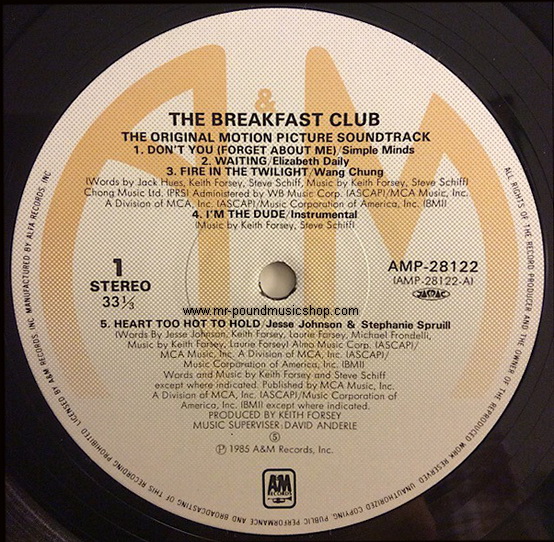 &
THE BREAKFAST CLUB
THE ORIGINAL MOTION PICTURE SOUNDTRACK
1. DON'T YOU (FORGET ABOUT ME)/Simple Minds
2. WAITING/Elizabeth Daily
3. FIRE IN THE TWILIGHT/Wang Chung
(Words by Jack Hues, Keith Forsey, Steve Schiff, Music by Keith Forsey, Steve Schiff)
Chong Music Ltd. (PRS) Administered by WB Music Corp. (ASCAP)/MCA Music, Inc.
A Division of MCA, Inc. (ASCAP)/Music Corporation of America, Inc. (BMI)
4. I'M THE DUDE/Instrumental
(Music by Keith Forsey, Steve Schiff)
1
STEREO
33 1/3
AMP-28122
(AMP-28122-A)
JASRAC
www.mr-poundmusicshop.com
5. HEART TOO HOT TO HOLD/Jesse Johnson & Stephanie Spruill
(Words By Jesse Johnson, Keith Forsey, Laurie Forsey, Michael Frondelli,
Music by Keith Forsey, Laurie Forsey) Almo Music Corp. (ASCAP)/
MCA Music, Inc. A Division of MCA, Inc. (ASCAP)/
Music Corporation of America, Inc. (BMI)
Words and Music by Keith Forsey and Steve Schiff
except where indicated. Published by MCA Music, Inc.
A Division of MCA, Inc. (ASCAP)/Music Corporation of
America, Inc. (BMI) except where indicated.
PRODUCED BY KEITH FORSEY
MUSIC SUPERVISER: DAVID ANDERLE
Ⓢ
Ⓟ 1985 A&M Records, Inc.
A&M
RECORDS
ALL RIGHTS OF THE RECORD PRODUCER AND THE OWNER OF THE REPRODUCED WORK RESERVED. UNAUTHORIZED COPYING, PUBLIC PERFORMANCE AND BROADCASTING OF THIS RECORDING PROHIBITED. LICENSED BY A&M RECORDS, INC. MANUFACTURED BY ALFA RECORDS, INC.